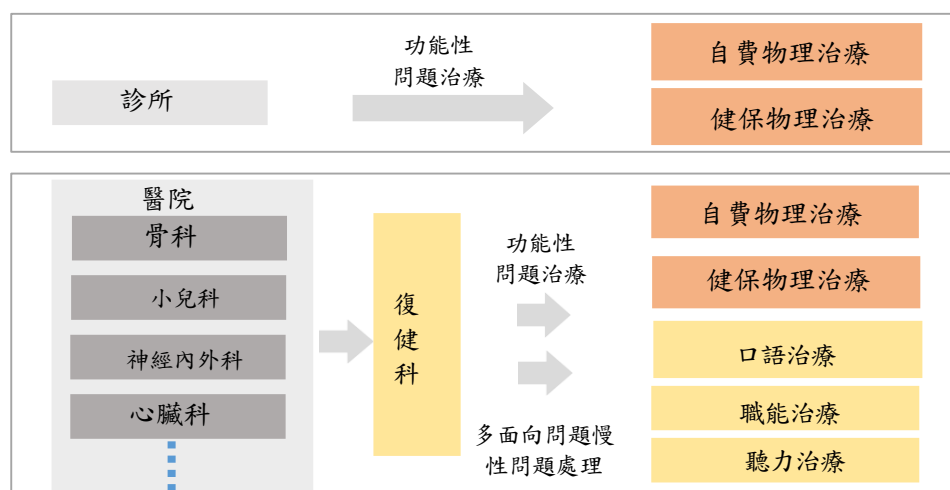 功能性
問題治療
診所
自費物理治療
健保物理治療
醫院
骨科
小兒科
神經內外科
心臟科
復
健
科
功能性
問題治療
多面向問題慢
性問題處理
自費物理治療
健保物理治療
口語治療
職能治療
聽力治療